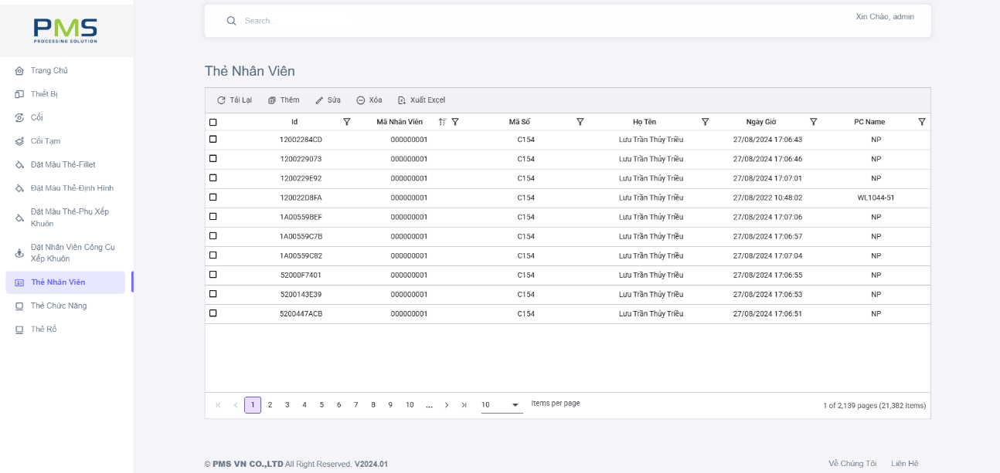 PMS
PROCESSING SOLUTION
Search...
Xin Chào, admin
Trang Chủ
Thiết Bị
Cối
Cối Tạm
Đặt Màu Thẻ-Fillet
Đặt Màu Thẻ-Định Hình
Đặt Màu Thẻ-Phụ Xếp
Khuôn
Đặt Nhân Viên Công Cụ
Xếp Khuôn
Thẻ Nhân Viên
Thẻ Chức Năng
Thẻ Rổ
Thẻ Nhân Viên
Tải Lại Thêm Sửa Xóa Xuất Excel
Id Mã Nhân Viên Mã Số Họ Tên Ngày Giờ PC Name
12002284CD 000000001 C154 Lưu Trần Thủy Triều 27/08/2024 17:06:43 NP
1200229073 000000001 C154 Lưu Trần Thủy Triều 27/08/2024 17:06:46 NP
1200229E92 000000001 C154 Lưu Trần Thủy Triều 27/08/2024 17:07:01 NP
120022D8FA 000000001 C154 Lưu Trần Thủy Triều 27/08/2022 10:48:02 WL1044-51
1A00559BEF 000000001 C154 Lưu Trần Thủy Triều 27/08/2024 17:07:06 NP
1A00559C7B 000000001 C154 Lưu Trần Thủy Triều 27/08/2024 17:06:57 NP
1A00559C82 000000001 C154 Lưu Trần Thủy Triều 27/08/2024 17:07:04 NP
52000F7401 000000001 C154 Lưu Trần Thủy Triều 27/08/2024 17:06:55 NP
5200143E39 000000001 C154 Lưu Trần Thủy Triều 27/08/2024 17:06:53 NP
5200447ACB 000000001 C154 Lưu Trần Thủy Triều 27/08/2024 17:06:51 NP
1 2 3 4 5 6 7 8 9 10 ... 10 Items per page 1 of 2,139 pages (21,382 items)
© PMS VN CO.,LTD All Right Reserved. V2024.01 Về Chúng Tôi Liên Hệ